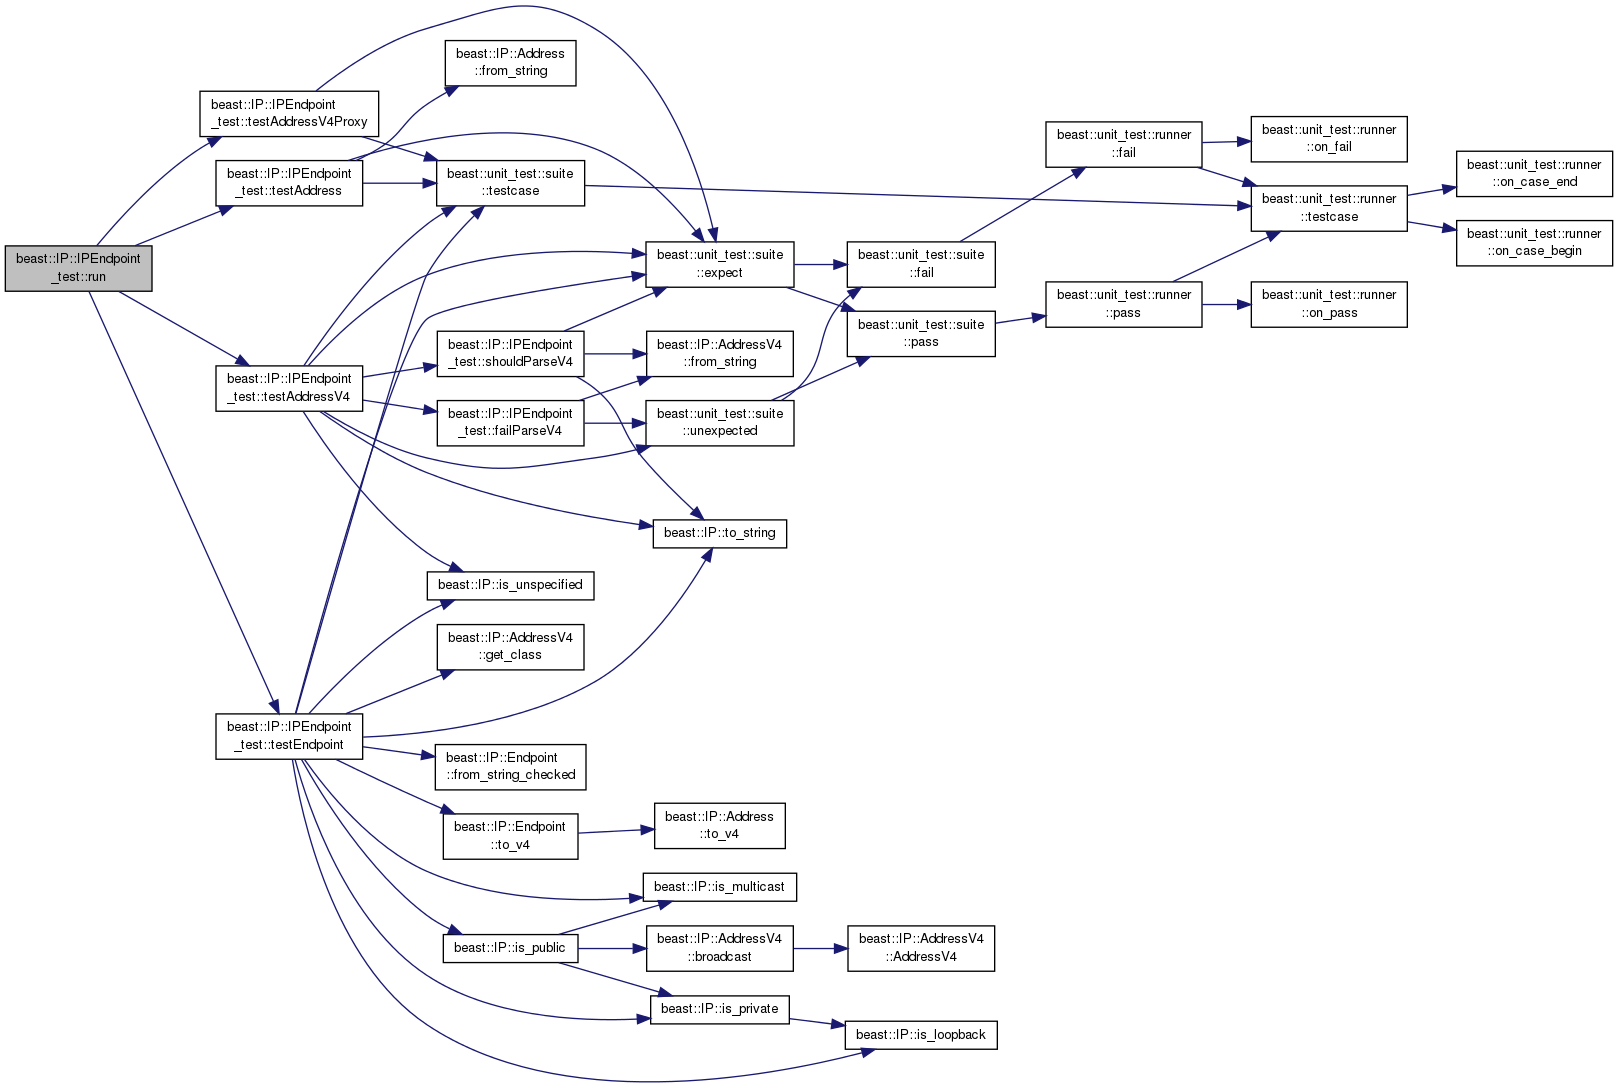 beast::IP::IPEndpoint
_test::run
beast::IP::IPEndpoint
_test::testAddressV4Proxy
beast::IP::IPEndpoint
_test::testAddress
beast::IP::IPEndpoint
_test::testAddressV4
beast::IP::IPEndpoint
_test::testEndpoint
beast::IP::Address
::from_string
beast::unit_test::suite
::testcase
beast::IP::IPEndpoint
_test::shouldParseV4
beast::IP::IPEndpoint
_test::failParseV4
beast::IP::is_unspecified
beast::IP::AddressV4
::get_class
beast::IP::Endpoint
::from_string_checked
beast::IP::Endpoint
::to_v4
beast::IP::is_public
beast::unit_test::suite
::expect
beast::IP::AddressV4
::from_string
beast::unit_test::suite
::unexpected
beast::IP::to_string
beast::IP::Address
::to_v4
beast::IP::is_multicast
beast::IP::AddressV4
::broadcast
beast::IP::is_private
beast::unit_test::suite
::fail
beast::unit_test::suite
::pass
beast::IP::AddressV4
::AddressV4
beast::IP::is_loopback
beast::unit_test::runner
::fail
beast::unit_test::runner
::pass
beast::unit_test::runner
::on_fail
beast::unit_test::runner
::testcase
beast::unit_test::runner
::on_pass
beast::unit_test::runner
::on_case_end
beast::unit_test::runner
::on_case_begin